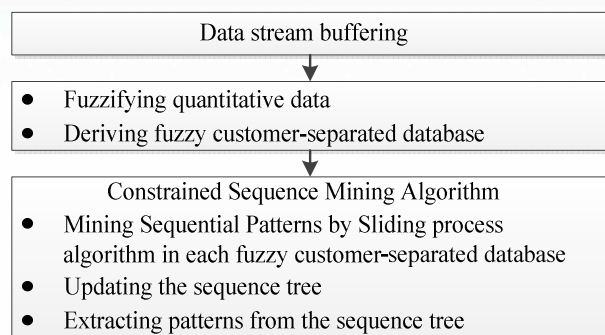 Data stream buffering
● Fuzzifying quantitative data
● Deriving fuzzy customer-separated database
Constrained Sequence Mining Algorithm
● Mining Sequential Patterns by Sliding process
algorithm in each fuzzy customer-separated database
● Updating the sequence tree
● Extracting patterns from the sequence tree